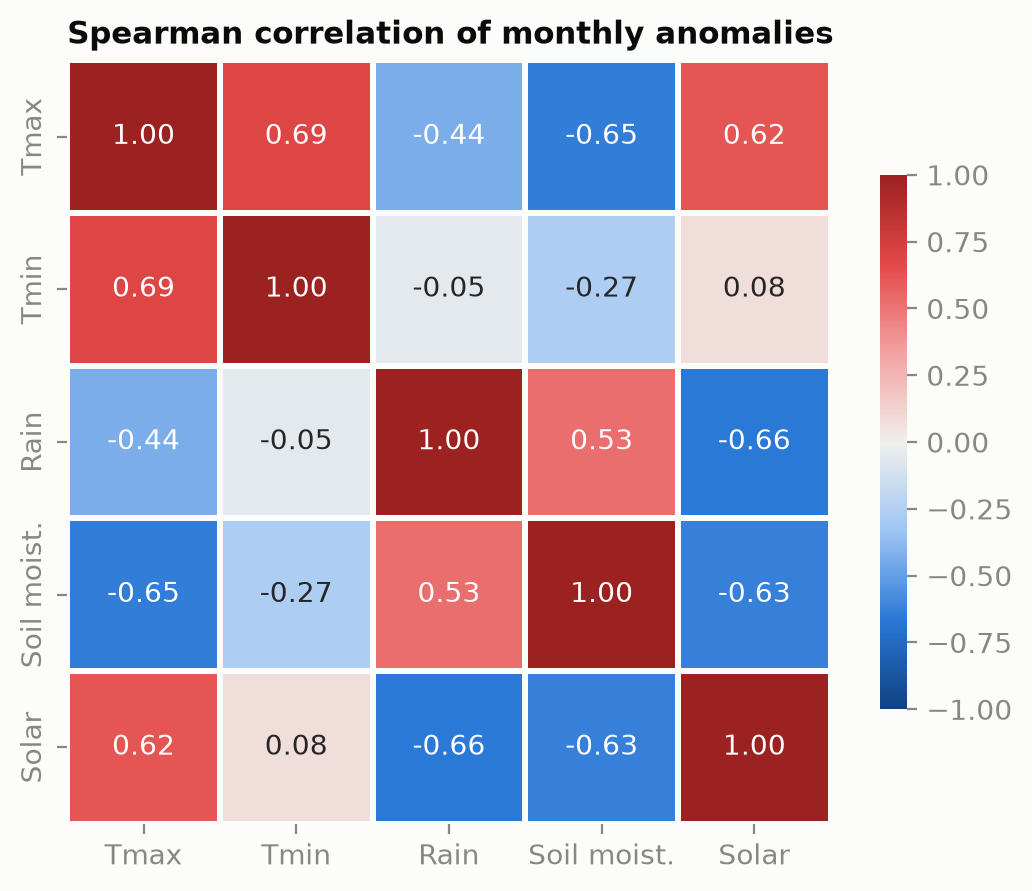 Spearman correlation of monthly anomalies
Tmax 1.00 0.69 -0.44 -0.65 0.62
Tmin 0.69 1.00 -0.05 -0.27 0.08
Rain -0.44 -0.05 1.00 0.53 -0.66
Soil moist. -0.65 -0.27 0.53 1.00 -0.63
Solar 0.62 0.08 -0.66 -0.63 1.00
Tmax Tmin Rain Soil moist. Solar
1.00
0.75
0.50
0.25
0.00
−0.25
−0.50
−0.75
−1.00